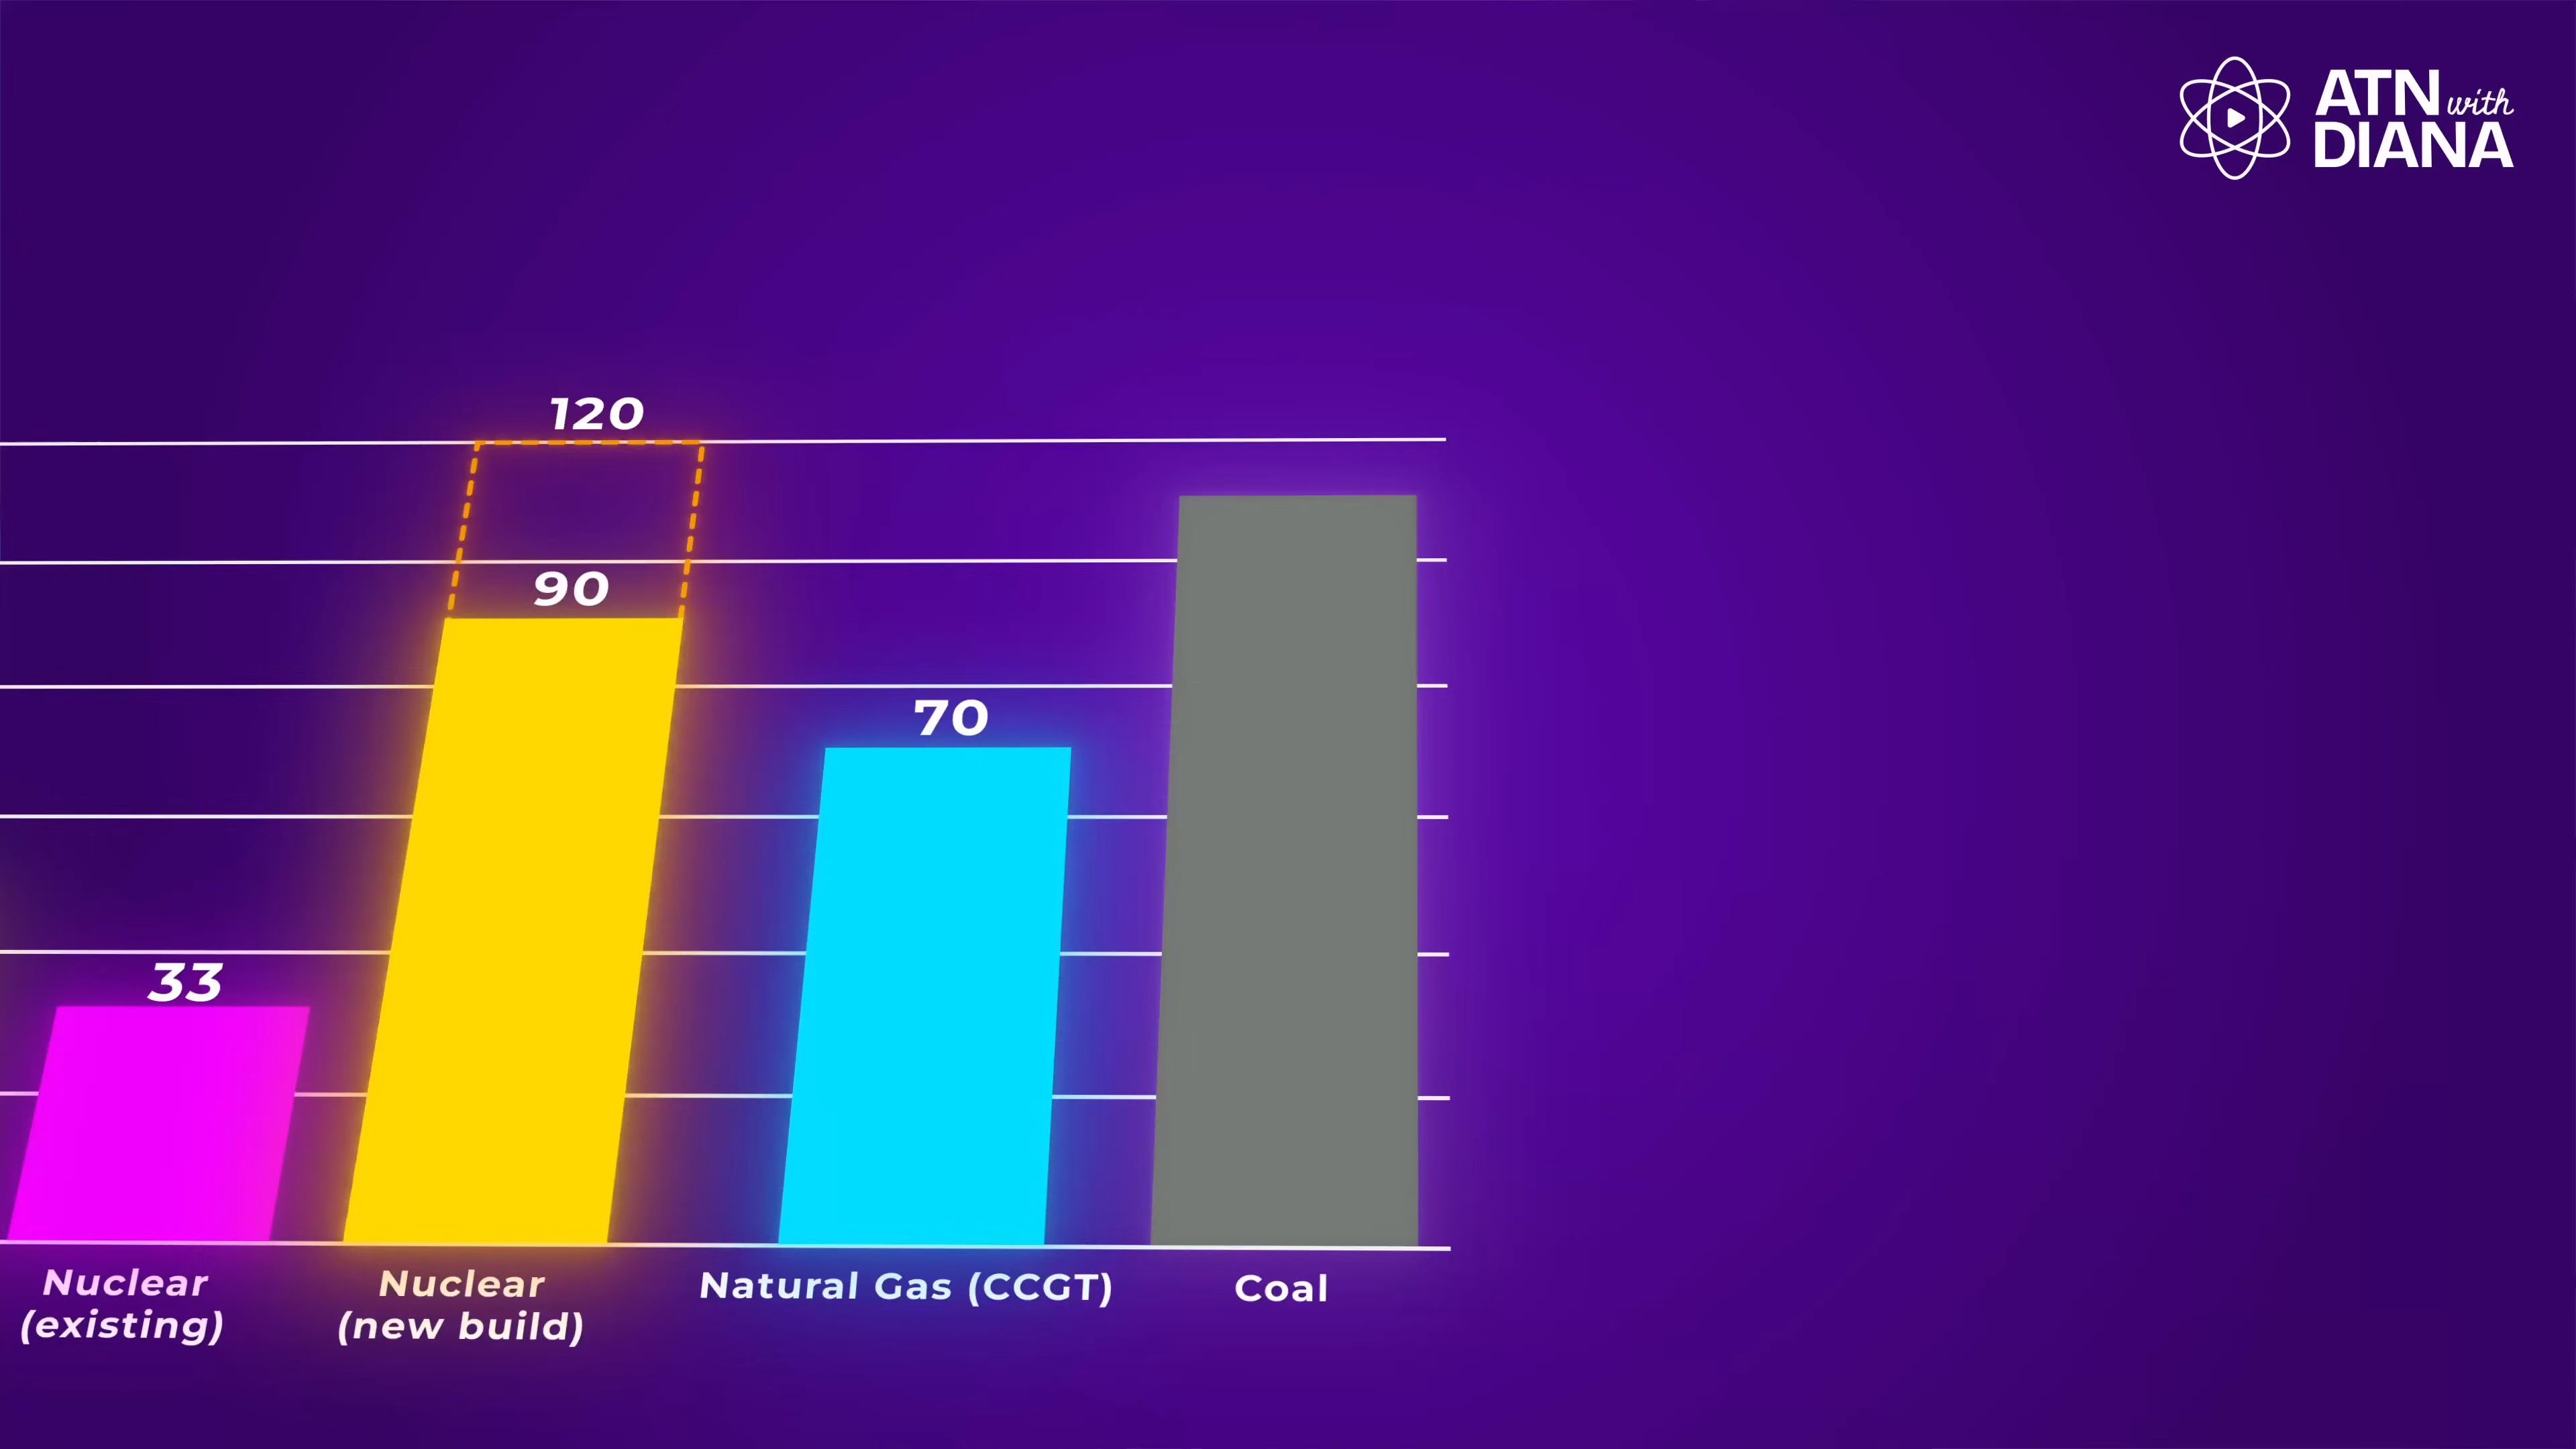 ATN with
DIANA
120
90
70
33
Nuclear
(existing)
Nuclear
(new build)
Natural Gas (CCGT)
Coal